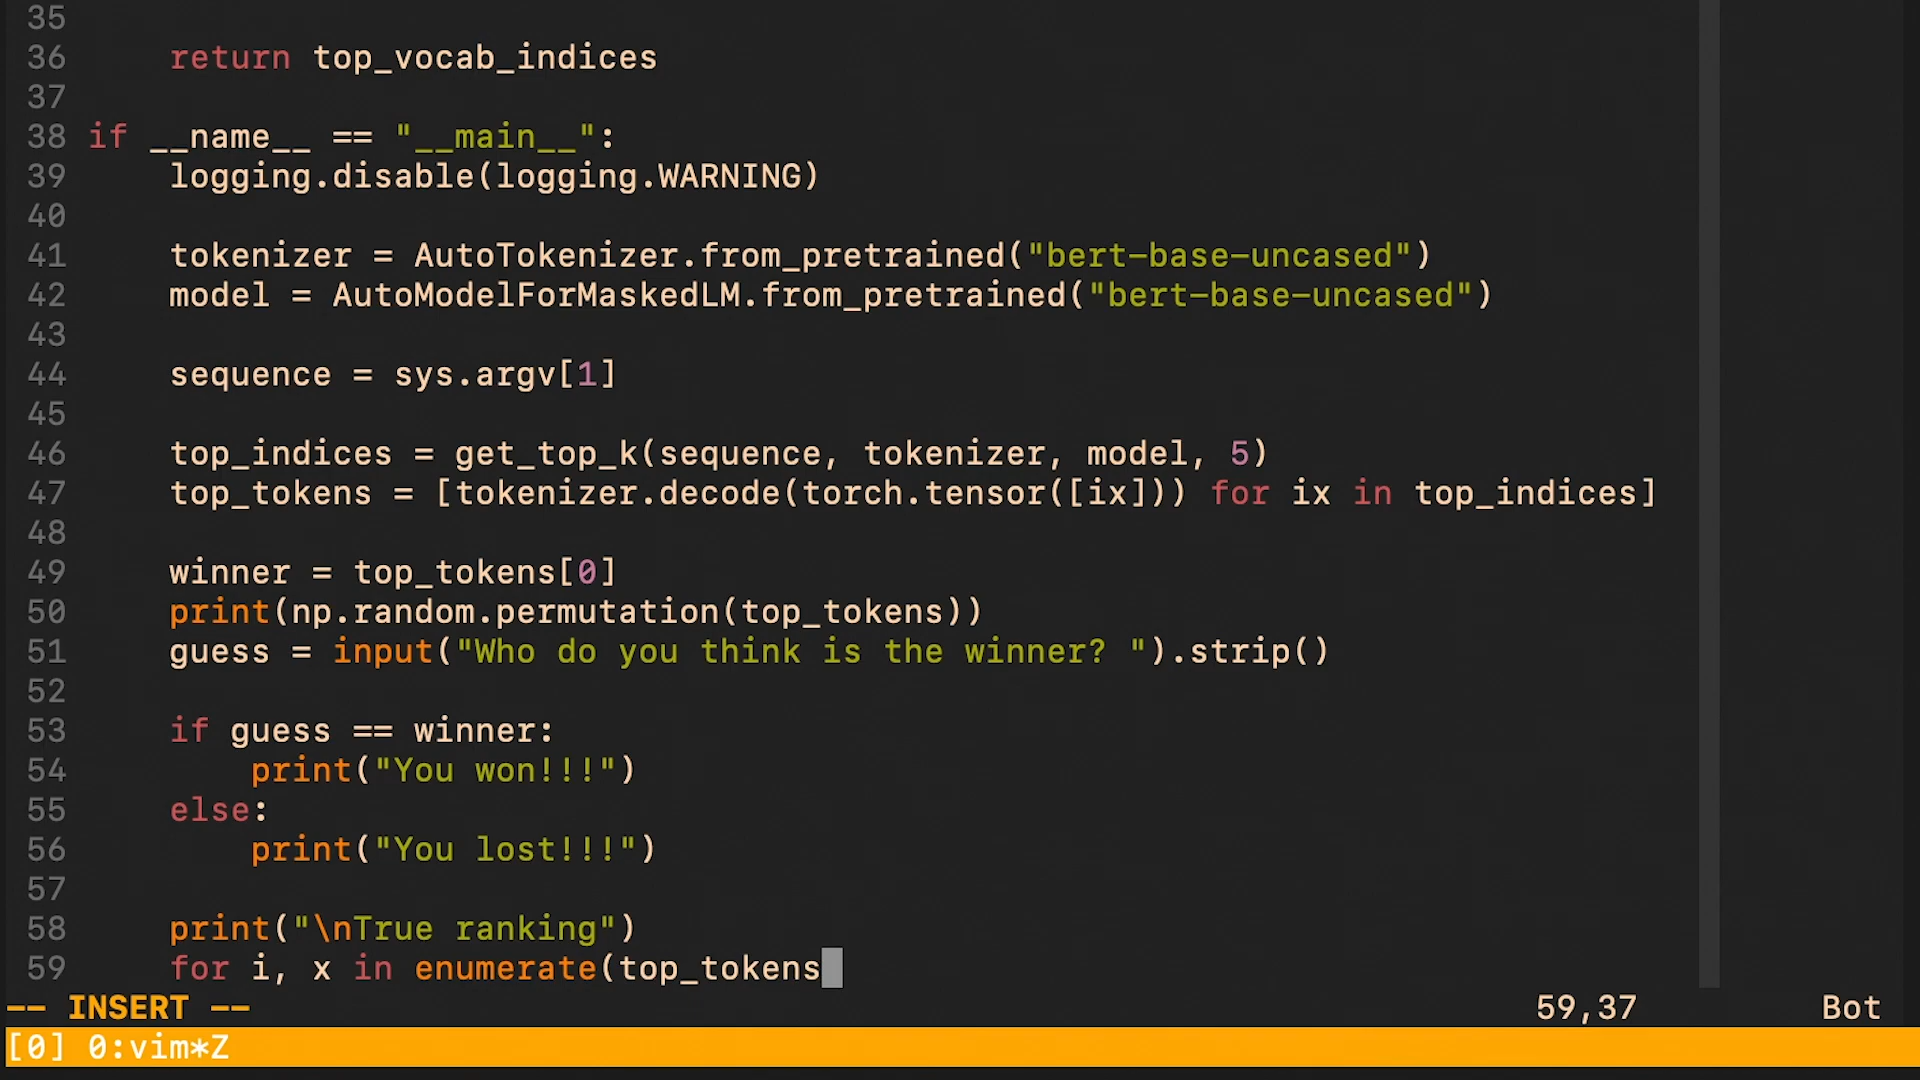 35
36     return top_vocab_indices
37
38 if __name__ == "__main__":
39     logging.disable(logging.WARNING)
40
41     tokenizer = AutoTokenizer.from_pretrained("bert-base-uncased")
42     model = AutoModelForMaskedLM.from_pretrained("bert-base-uncased")
43
44     sequence = sys.argv[1]
45
46     top_indices = get_top_k(sequence, tokenizer, model, 5)
47     top_tokens = [tokenizer.decode(torch.tensor([ix])) for ix in top_indices]
48
49     winner = top_tokens[0]
50     print(np.random.permutation(top_tokens))
51     guess = input("Who do you think is the winner? ").strip()
52
53     if guess == winner:
54         print("You won!!!")
55     else:
56         print("You lost!!!")
57
58     print("\nTrue ranking")
59     for i, x in enumerate(top_tokens
-- INSERT -- 59,37 Bot
[0] 0:vim*Z